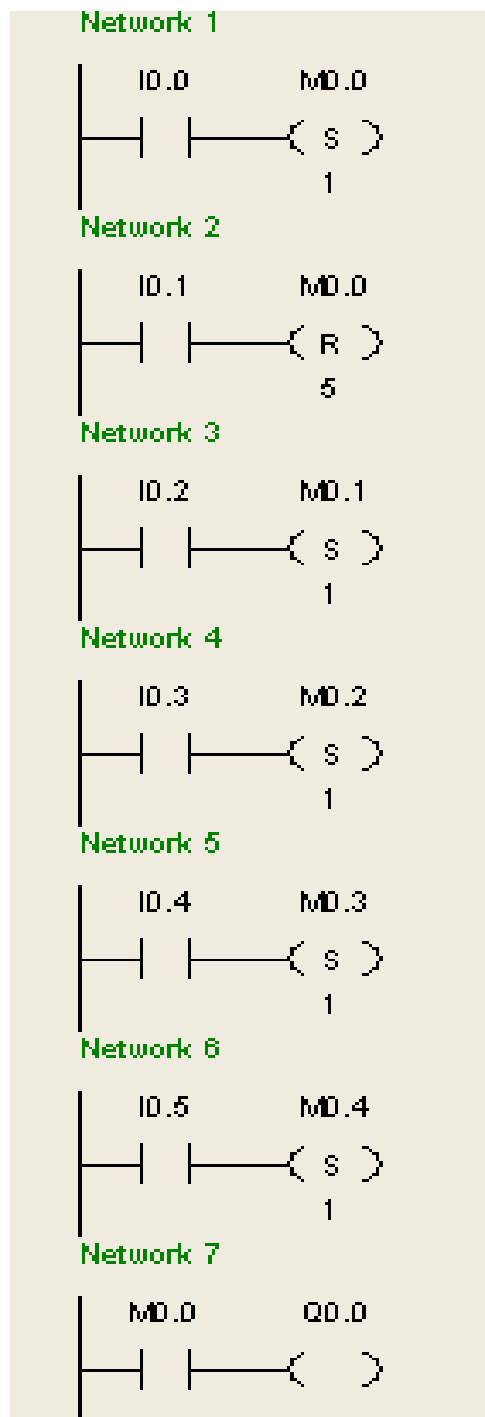 Network 1
I0.0 M0.0
S
1
Network 2
I0.1 M0.0
R
5
Network 3
I0.2 M0.1
S
1
Network 4
I0.3 M0.2
S
1
Network 5
I0.4 M0.3
S
1
Network 6
I0.5 M0.4
S
1
Network 7
M0.0 Q0.0